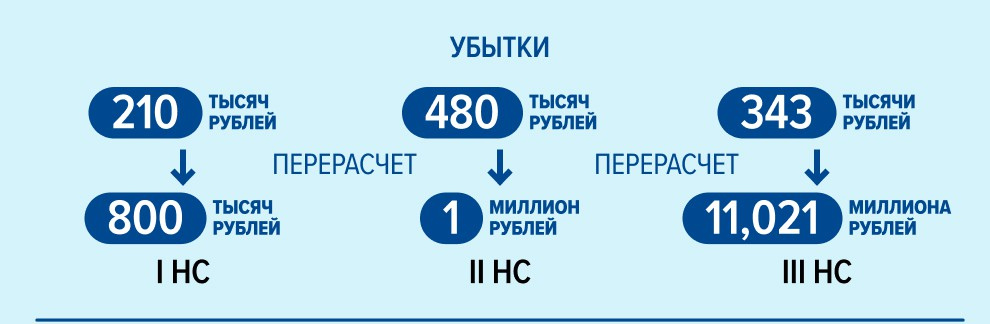 УБЫТКИ
210 ТЫСЯЧ РУБЛЕЙ
480 ТЫСЯЧ РУБЛЕЙ
343 ТЫСЯЧИ РУБЛЕЙ
ПЕРЕРАСЧЕТ
ПЕРЕРАСЧЕТ
800 ТЫСЯЧ РУБЛЕЙ
1 МИЛЛИОН РУБЛЕЙ
11,021 МИЛЛИОНА РУБЛЕЙ
I НС
II НС
III НС